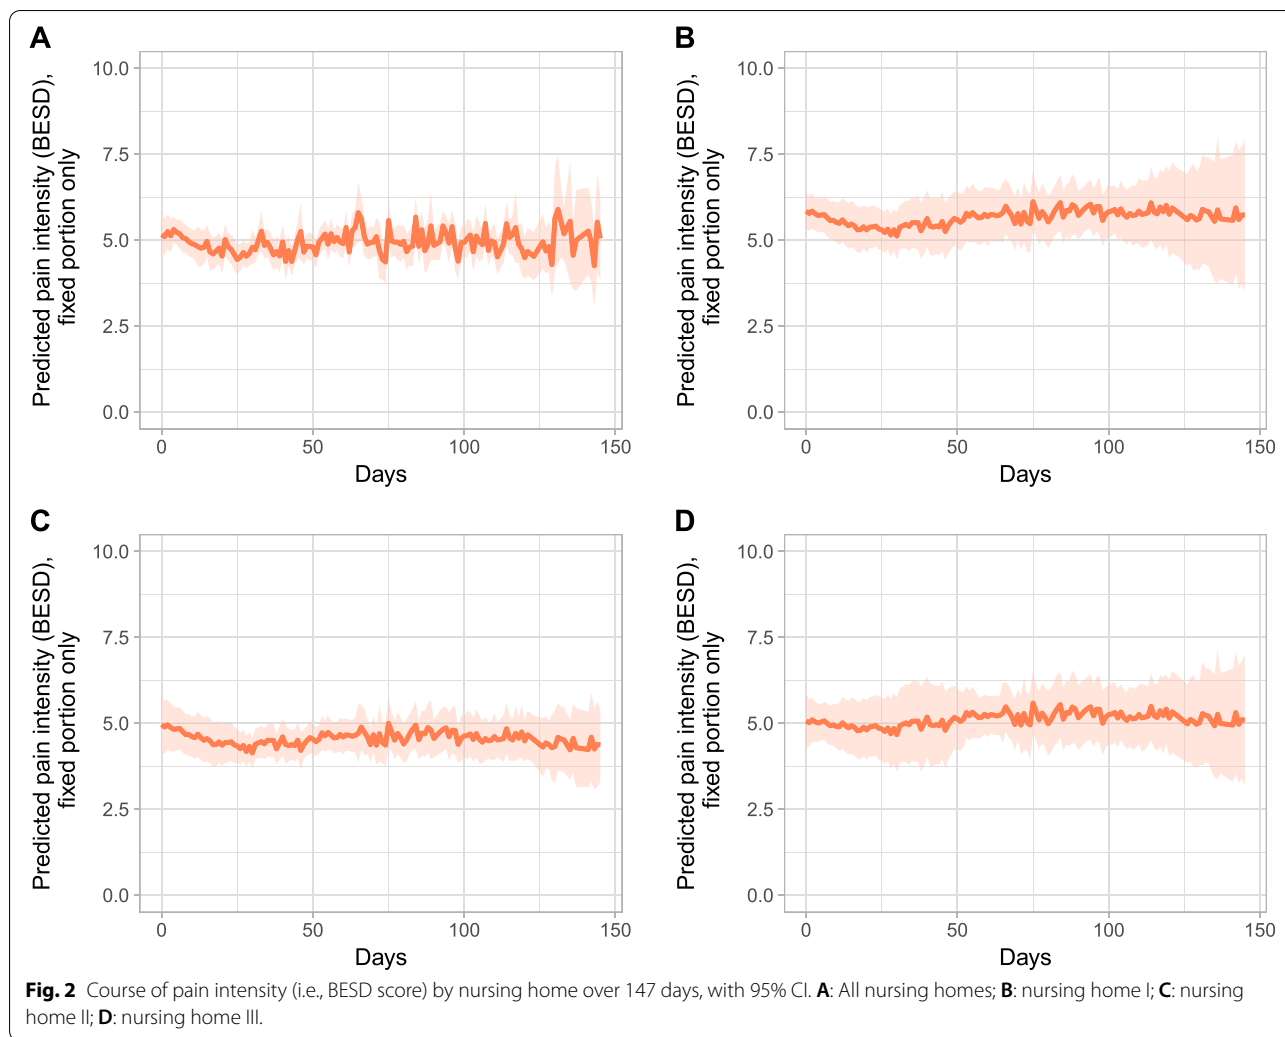 A
Predicted pain intensity (BESD),
fixed portion only
10.0
7.5
5.0
2.5
0.0
0 50 100 150
Days
B
Predicted pain intensity (BESD),
fixed portion only
10.0
7.5
5.0
2.5
0.0
0 50 100 150
Days
C
Predicted pain intensity (BESD),
fixed portion only
10.0
7.5
5.0
2.5
0.0
0 50 100 150
Days
D
Predicted pain intensity (BESD),
fixed portion only
10.0
7.5
5.0
2.5
0.0
0 50 100 150
Days
Fig. 2 Course of pain intensity (i.e., BESD score) by nursing home over 147 days, with 95% CI. A: All nursing homes; B: nursing home I; C: nursing
home II; D: nursing home III.